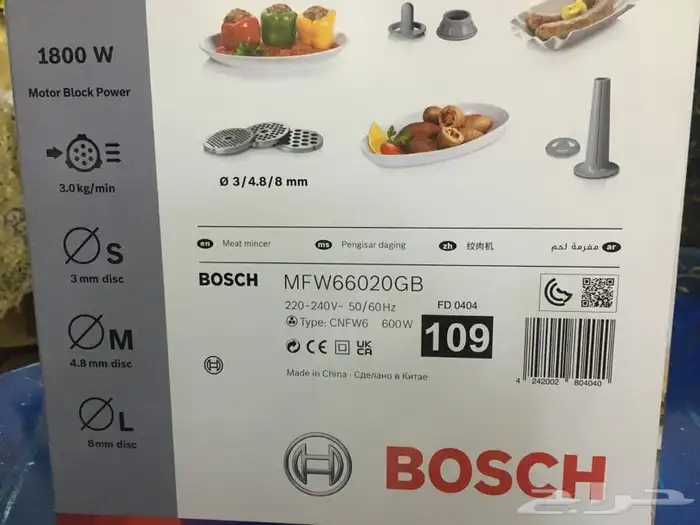 1800 W
Motor Block Power
3.0 kg/min
S
3 mm disc
M
4.8 mm disc
L
8 mm disc
Ø 3/4.8/8 mm
en Meat mincer ms Pengisar daging zh 绞肉机 مفرمة لحم ar
BOSCH MFW66020GB
220-240V~ 50/60Hz FD 0404
Type: CNFW6 600W 109
CE UK CA
Made in China · Сделано в Китае
4 242002 804040
BOSCH
حراج